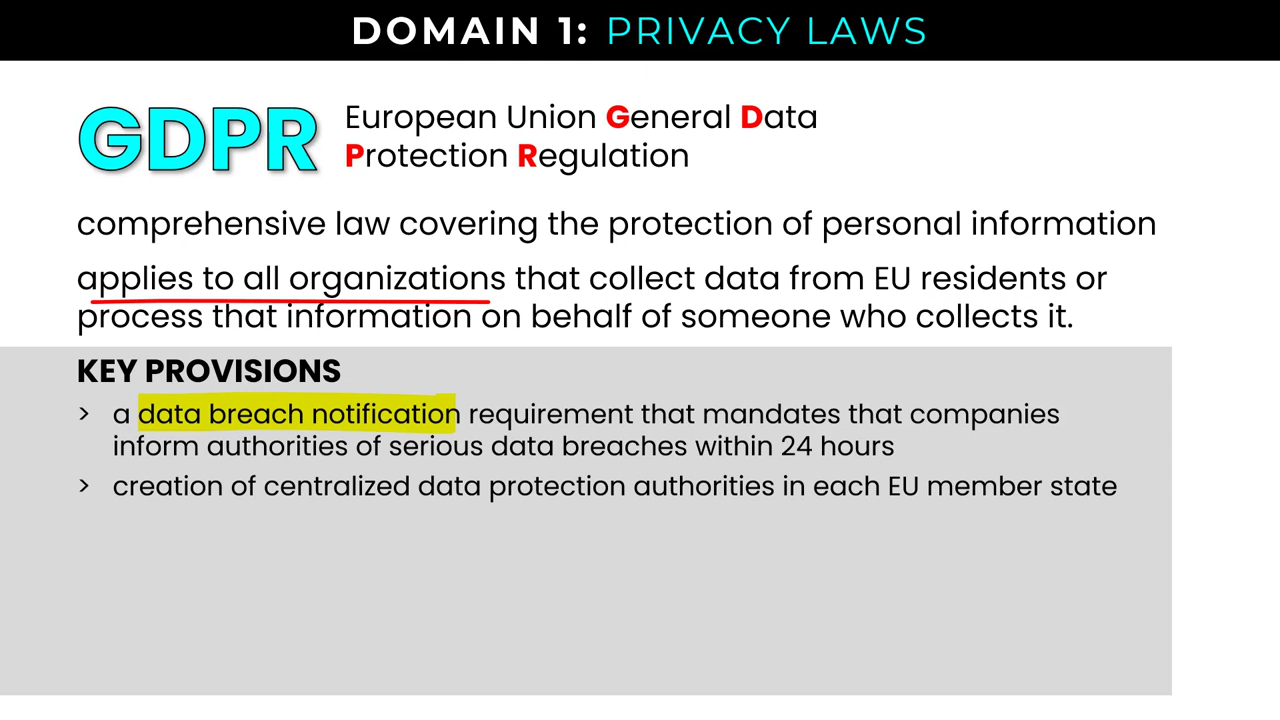 DOMAIN 1: PRIVACY LAWS
GDPR
European Union General Data
Protection Regulation
comprehensive law covering the protection of personal information
applies to all organizations that collect data from EU residents or
process that information on behalf of someone who collects it.
KEY PROVISIONS
> a data breach notification requirement that mandates that companies
inform authorities of serious data breaches within 24 hours
> creation of centralized data protection authorities in each EU member state